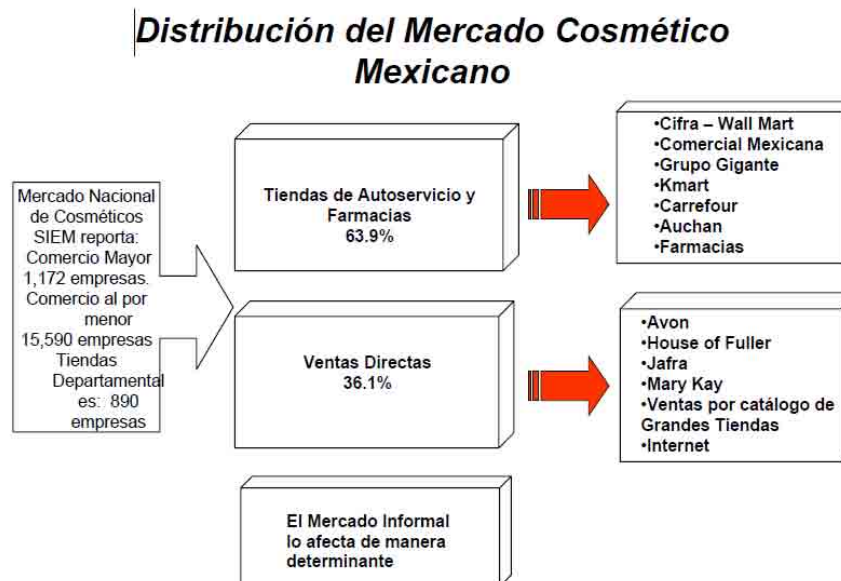 Distribución del Mercado Cosmético
Mexicano
Mercado Nacional
de Cosméticos
SIEM reporta:
Comercio Mayor
1,172 empresas.
Comercio al por
menor
15,590 empresas
Tiendas
Departamental
es: 890
empresas
Tiendas de Autoservicio y
Farmacias
63.9%
•Cifra – Wall Mart
•Comercial Mexicana
•Grupo Gigante
•Kmart
•Carrefour
•Auchan
•Farmacias
Ventas Directas
36.1%
•Avon
•House of Fuller
•Jafra
•Mary Kay
•Ventas por catálogo de
Grandes Tiendas
•Internet
El Mercado Informal
lo afecta de manera
determinante